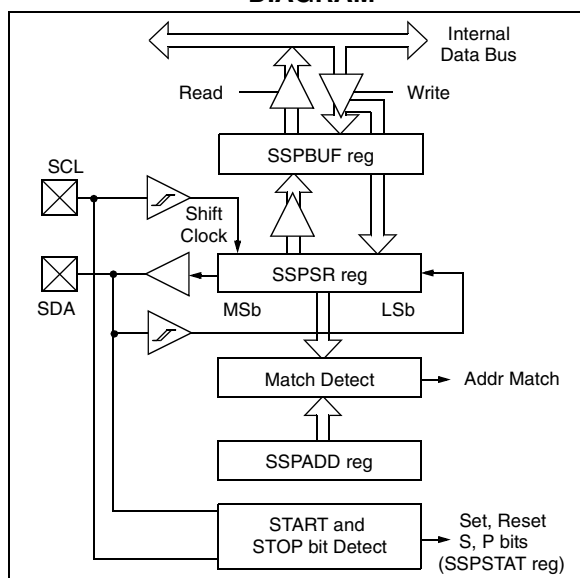 DIAGRAM
Internal
Data Bus
Read
Write
SSPBUF reg
SCL
Shift
Clock
SSPSR reg
SDA
MSb
LSb
Match Detect
Addr Match
SSPADD reg
START and
STOP bit Detect
Set, Reset
S, P bits
(SSPSTAT reg)